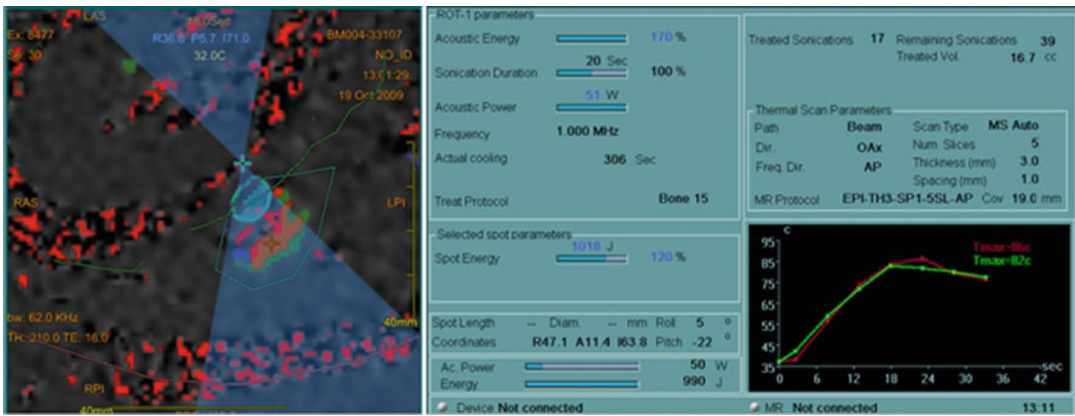 LAS
16.0Sec
Ex: 8477
R36.8 P5.7 I71.0
BM004-33107
Se: 30
32.0C
NO_ID
13:01:29
19 Oct 2009
RAS
LPI
bw: 62.0 KHz
40mm
TR: 210.0 TE: 16.0
RPI
40mm
ROT-1 parameters
Acoustic Energy 170 %
20 Sec
Sonication Duration 100 %
51 W
Acoustic Power
Frequency 1.000 MHz
Actual cooling 306 Sec
Treat Protocol Bone 15
Selected spot parameters
1018 J
Spot Energy 120 %
Spot Length -- Diam. -- mm Roll 5 °
Coordinates R47.1 A11.4 I63.8 Pitch -22 °
Ac. Power 50 W
Energy 990 J
Device Not connected
Treated Sonications 17 Remaining Sonications 39
Treated Vol. 16.7 cc
Thermal Scan Parameters
Path Beam Scan Type MS Auto
Dir. OAx Num. Slices 5
Freq. Dir. AP Thickness (mm) 3.0
Spacing (mm) 1.0
MR Protocol EPI-TH3-SP1-5SL-AP Cov 19.0 mm
c
95
85
75
65
55
45
35
Tmax=86c
Tmax=82c
0 6 13 18 24 30 36 42
sec
MR Not connected 13:11